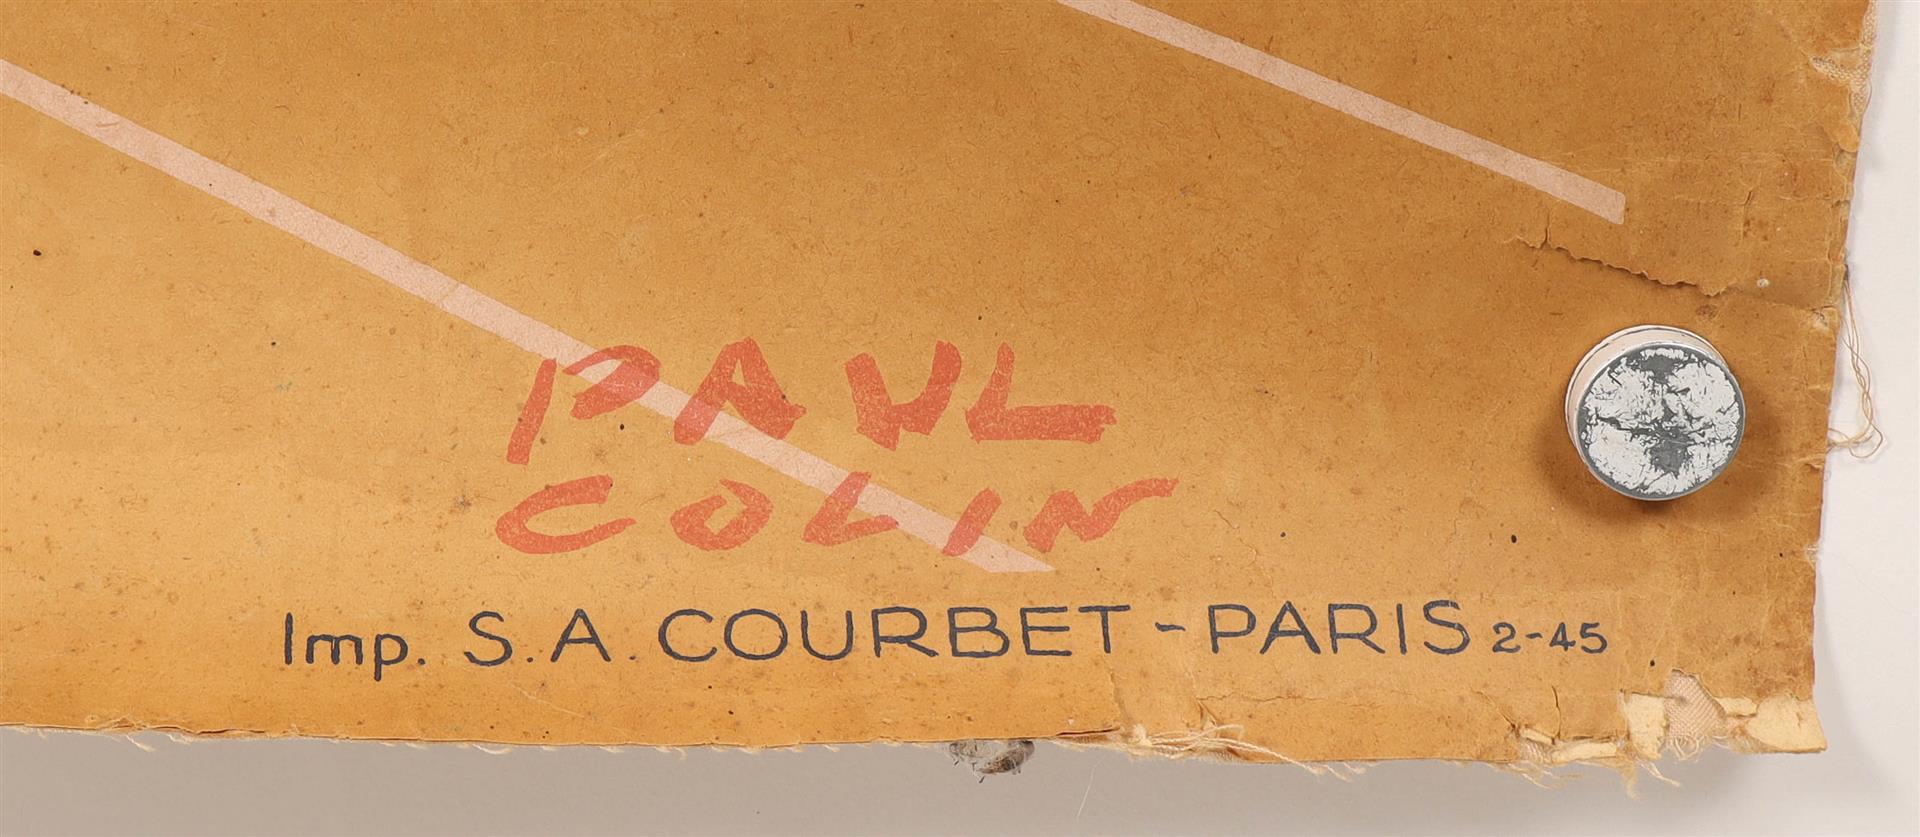 PAUL
COLIN
Imp. S.A. COURBET - PARIS 2-45